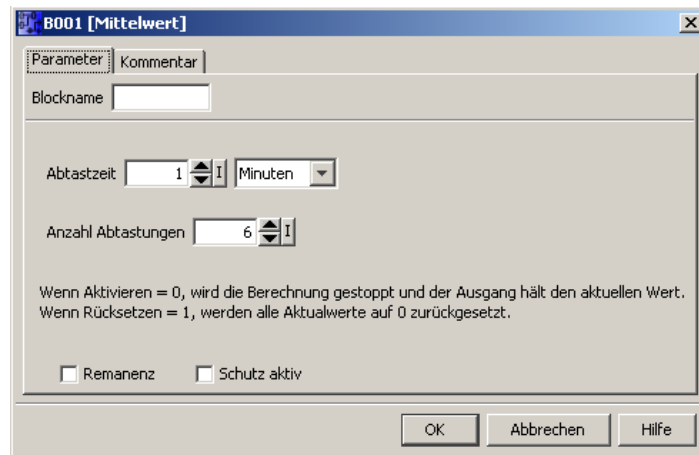 B001 [Mittelwert]
Parameter Kommentar
Blockname
Abtastzeit 1 I Minuten
Anzahl Abtastungen 6 I
Wenn Aktivieren = 0, wird die Berechnung gestoppt und der Ausgang hält den aktuellen Wert.
Wenn Rücksetzen = 1, werden alle Aktualwerte auf 0 zurückgesetzt.
Remanenz Schutz aktiv
OK Abbrechen Hilfe